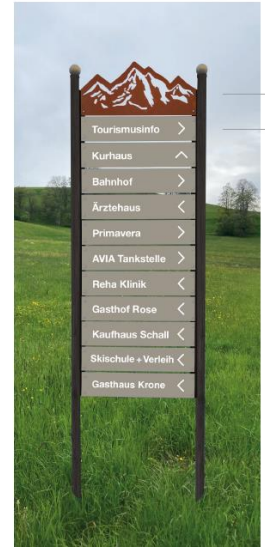 Tourismusinfo
Kurhaus
Bahnhof
Ärztehaus
Primavera
AVIA Tankstelle
Reha Klinik
Gasthof Rose
Kaufhaus Schall
Skischule + Verleih
Gasthaus Krone